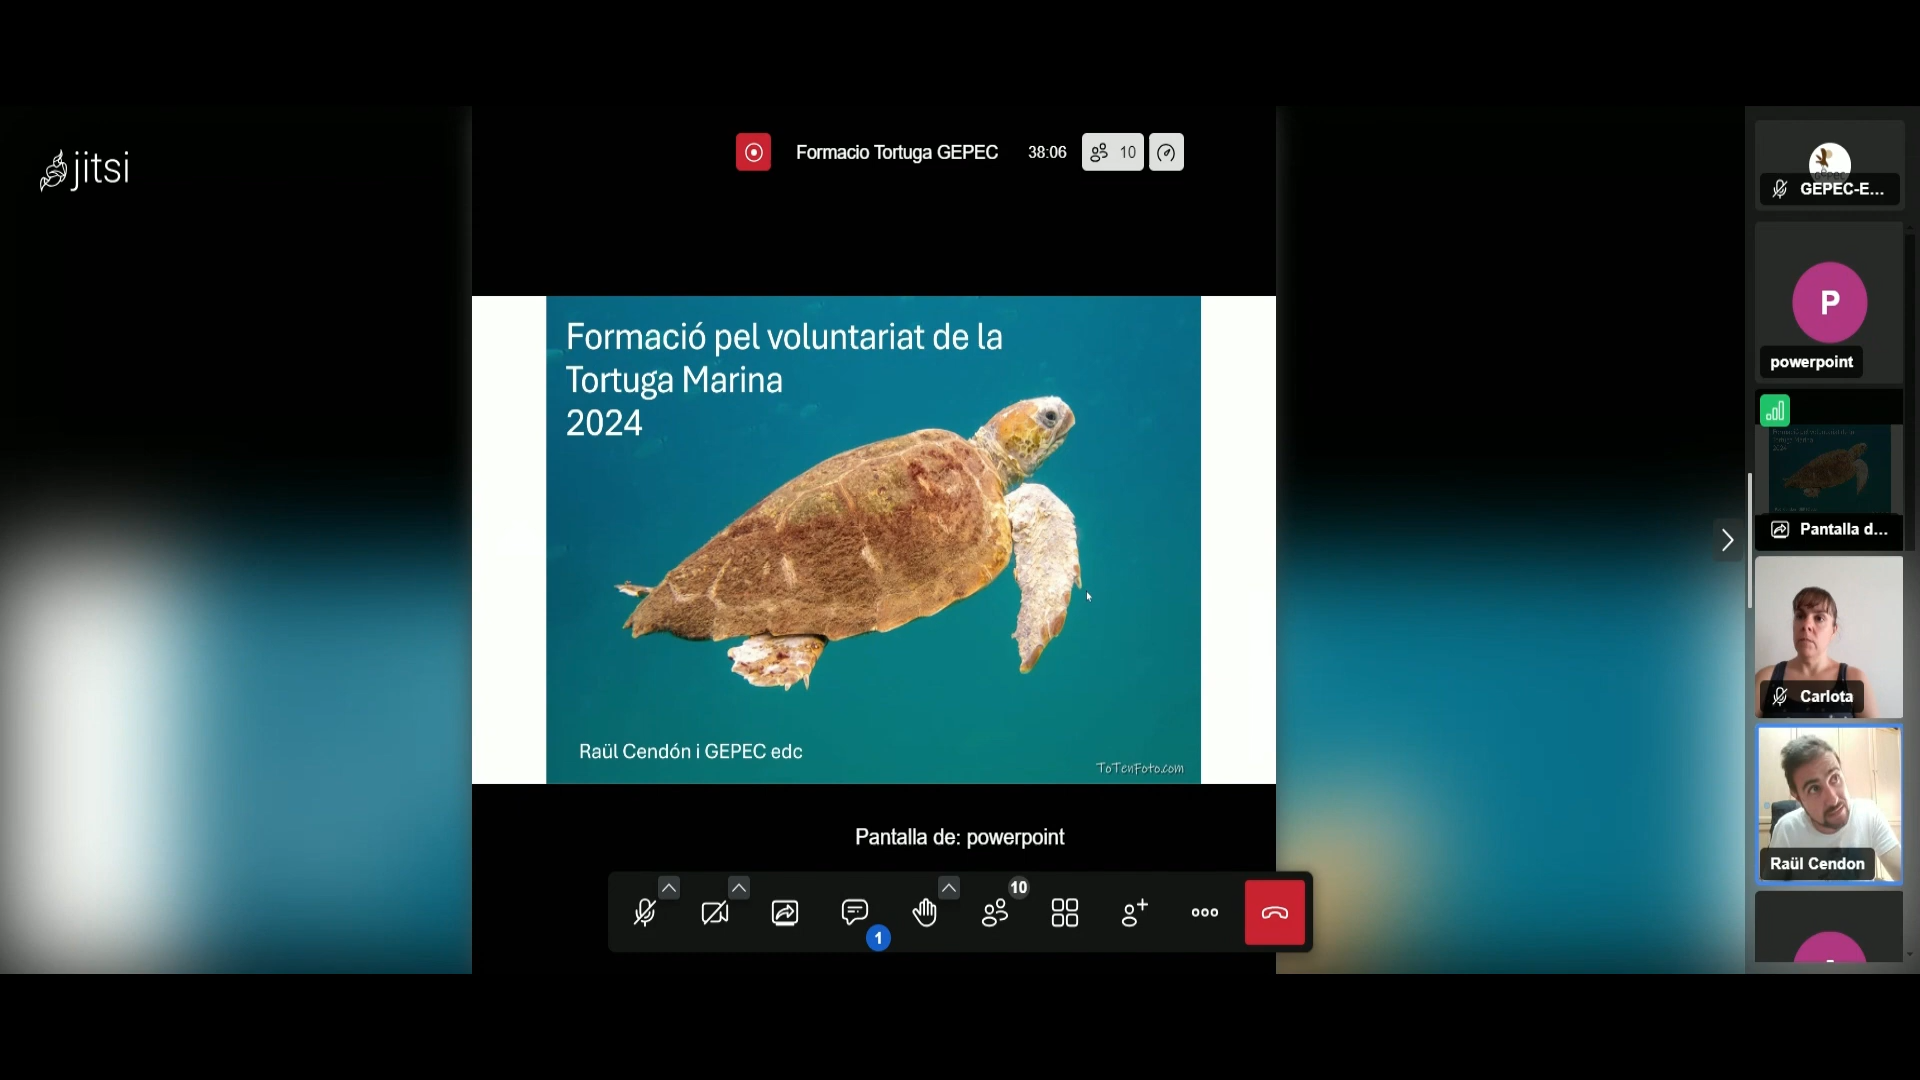 jitsi
Formacio Tortuga GEPEC
38:06
10
Formació pel voluntariat de la
Tortuga Marina
2024
Raül Cendón i GEPEC edc
ToTenFoto.com
Pantalla de: powerpoint
10
1
GEPEC-E...
P
powerpoint
Pantalla d...
Carlota
Raül Cendon